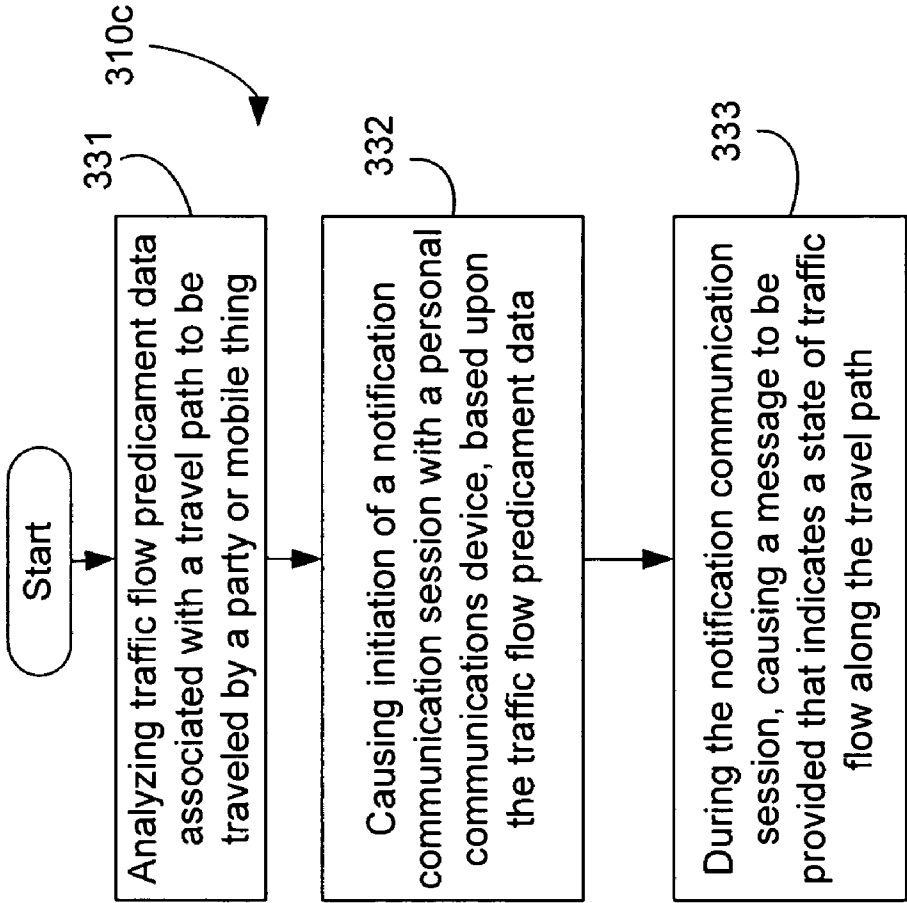 Start
310c
331
Analyzing traffic flow predicament data
associated with a travel path to be
traveled by a party or mobile thing
332
Causing initiation of a notification
communication session with a personal
communications device, based upon
the traffic flow predicament data
333
During the notification communication
session, causing a message to be
provided that indicates a state of traffic
flow along the travel path